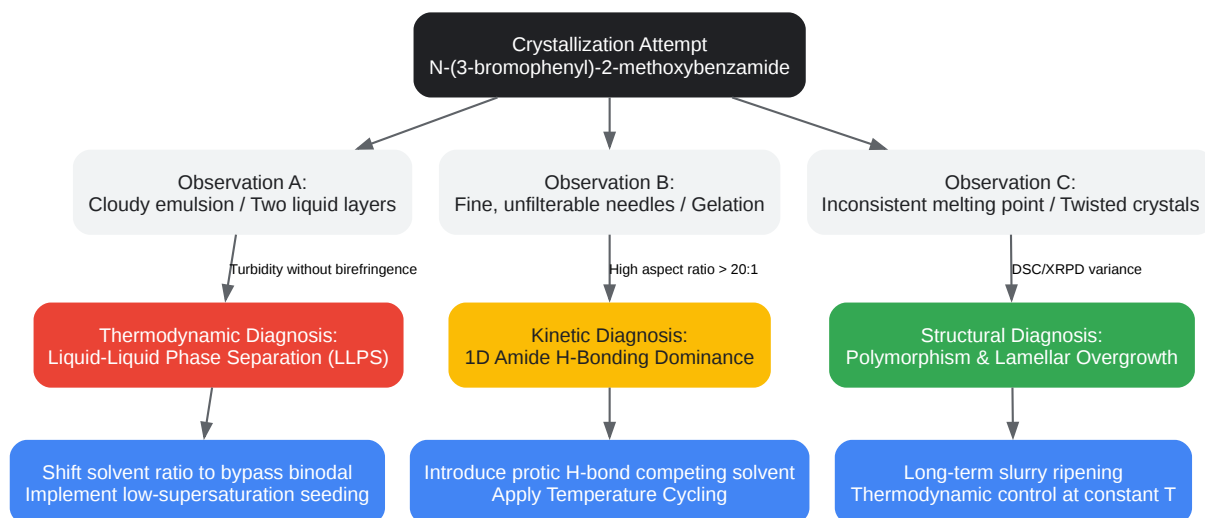 Crystallization Attempt
N-(3-bromophenyl)-2-methoxybenzamide
Observation A:
Cloudy emulsion / Two liquid layers
Observation B:
Fine, unfilterable needles / Gelation
Observation C:
Inconsistent melting point / Twisted crystals
Turbidity without birefringence
High aspect ratio > 20:1
DSC/XRPD variance
Thermodynamic Diagnosis:
Liquid-Liquid Phase Separation (LLPS)
Kinetic Diagnosis:
1D Amide H-Bonding Dominance
Structural Diagnosis:
Polymorphism & Lamellar Overgrowth
Shift solvent ratio to bypass binodal
Implement low-supersaturation seeding
Introduce protic H-bond competing solvent
Apply Temperature Cycling
Long-term slurry ripening
Thermodynamic control at constant T